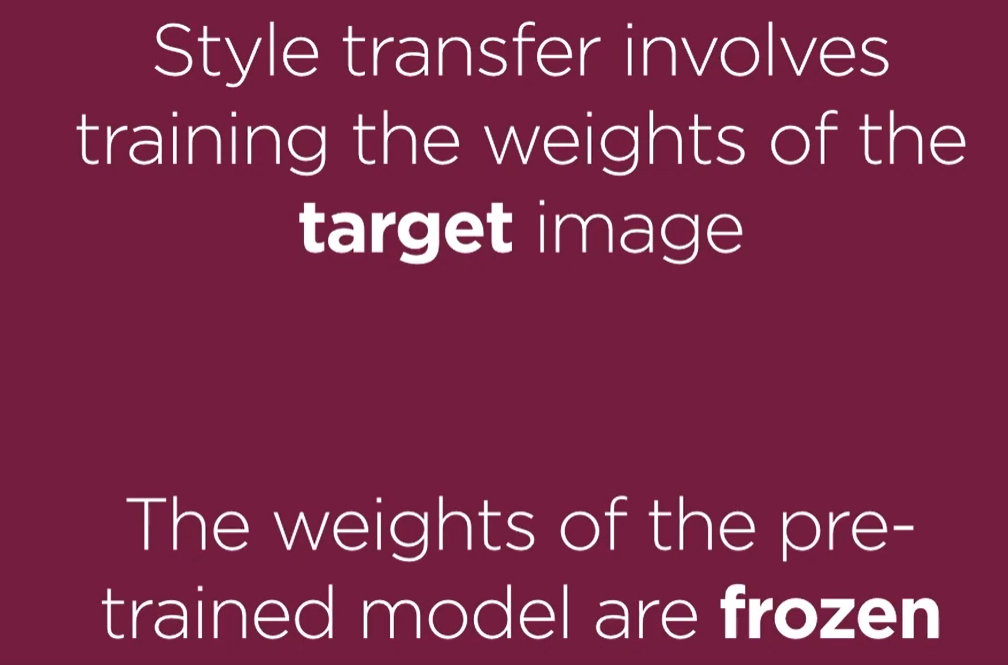 Style transfer involves
training the weights of the
target image
The weights of the pre-
trained model are frozen